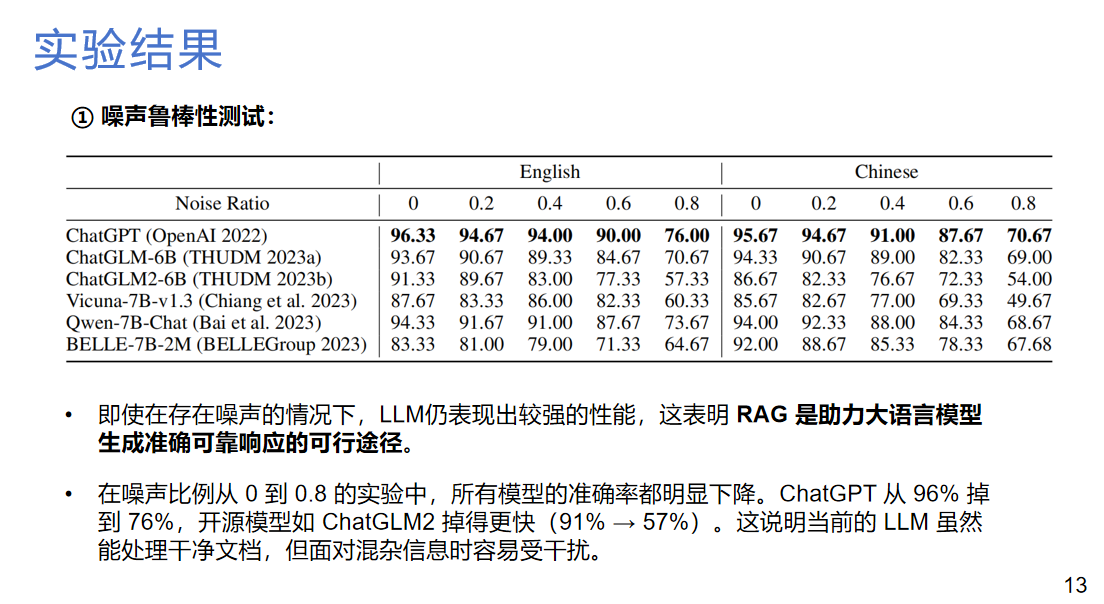 实验结果
① 噪声鲁棒性测试：
English Chinese
Noise Ratio 0 0.2 0.4 0.6 0.8 0 0.2 0.4 0.6 0.8
ChatGPT (OpenAI 2022) 96.33 94.67 94.00 90.00 76.00 95.67 94.67 91.00 87.67 70.67
ChatGLM-6B (THUDM 2023a) 93.67 90.67 89.33 84.67 70.67 94.33 90.67 89.00 82.33 69.00
ChatGLM2-6B (THUDM 2023b) 91.33 89.67 83.00 77.33 57.33 86.67 82.33 76.67 72.33 54.00
Vicuna-7B-v1.3 (Chiang et al. 2023) 87.67 83.33 86.00 82.33 60.33 85.67 82.67 77.00 69.33 49.67
Qwen-7B-Chat (Bai et al. 2023) 94.33 91.67 91.00 87.67 73.67 94.00 92.33 88.00 84.33 68.67
BELLE-7B-2M (BELLEGroup 2023) 83.33 81.00 79.00 71.33 64.67 92.00 88.67 85.33 78.33 67.68
• 即使在存在噪声的情况下，LLM仍表现出较强的性能，这表明 RAG 是助力大语言模型
生成准确可靠响应的可行途径。
• 在噪声比例从 0 到 0.8 的实验中，所有模型的准确率都明显下降。ChatGPT 从 96% 掉
到 76%，开源模型如 ChatGLM2 掉得更快（91% → 57%）。这说明当前的 LLM 虽然
能处理干净文档，但面对混杂信息时容易受干扰。
13